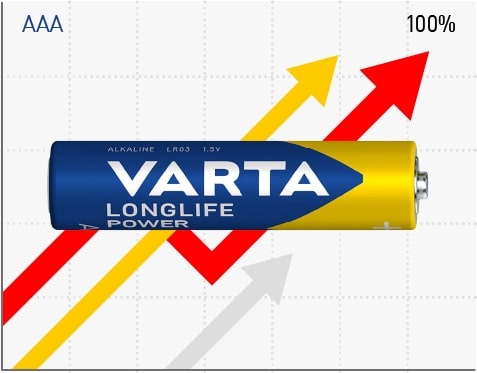 AAA
100%
ALKALINE LR03 1.5V
VARTA
LONGLIFE
POWER
A
+